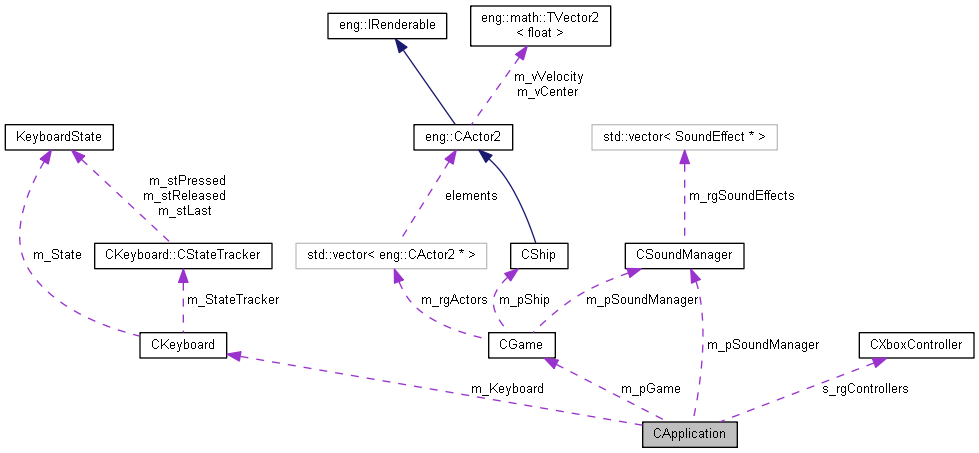 eng::IRenderable
eng::math::TVector2
< float >
m_vVelocity
m_vCenter
KeyboardState
eng::CActor2
std::vector< SoundEffect * >
m_stPressed
m_stReleased
m_stLast
elements
m_rgSoundEffects
m_State
CKeyboard::CStateTracker
std::vector< eng::CActor2 * >
CShip
CSoundManager
m_StateTracker
m_rgActors
m_pShip
m_pSoundManager
CKeyboard
CGame
m_pSoundManager
CXboxController
m_Keyboard
m_pGame
s_rgControllers
CApplication